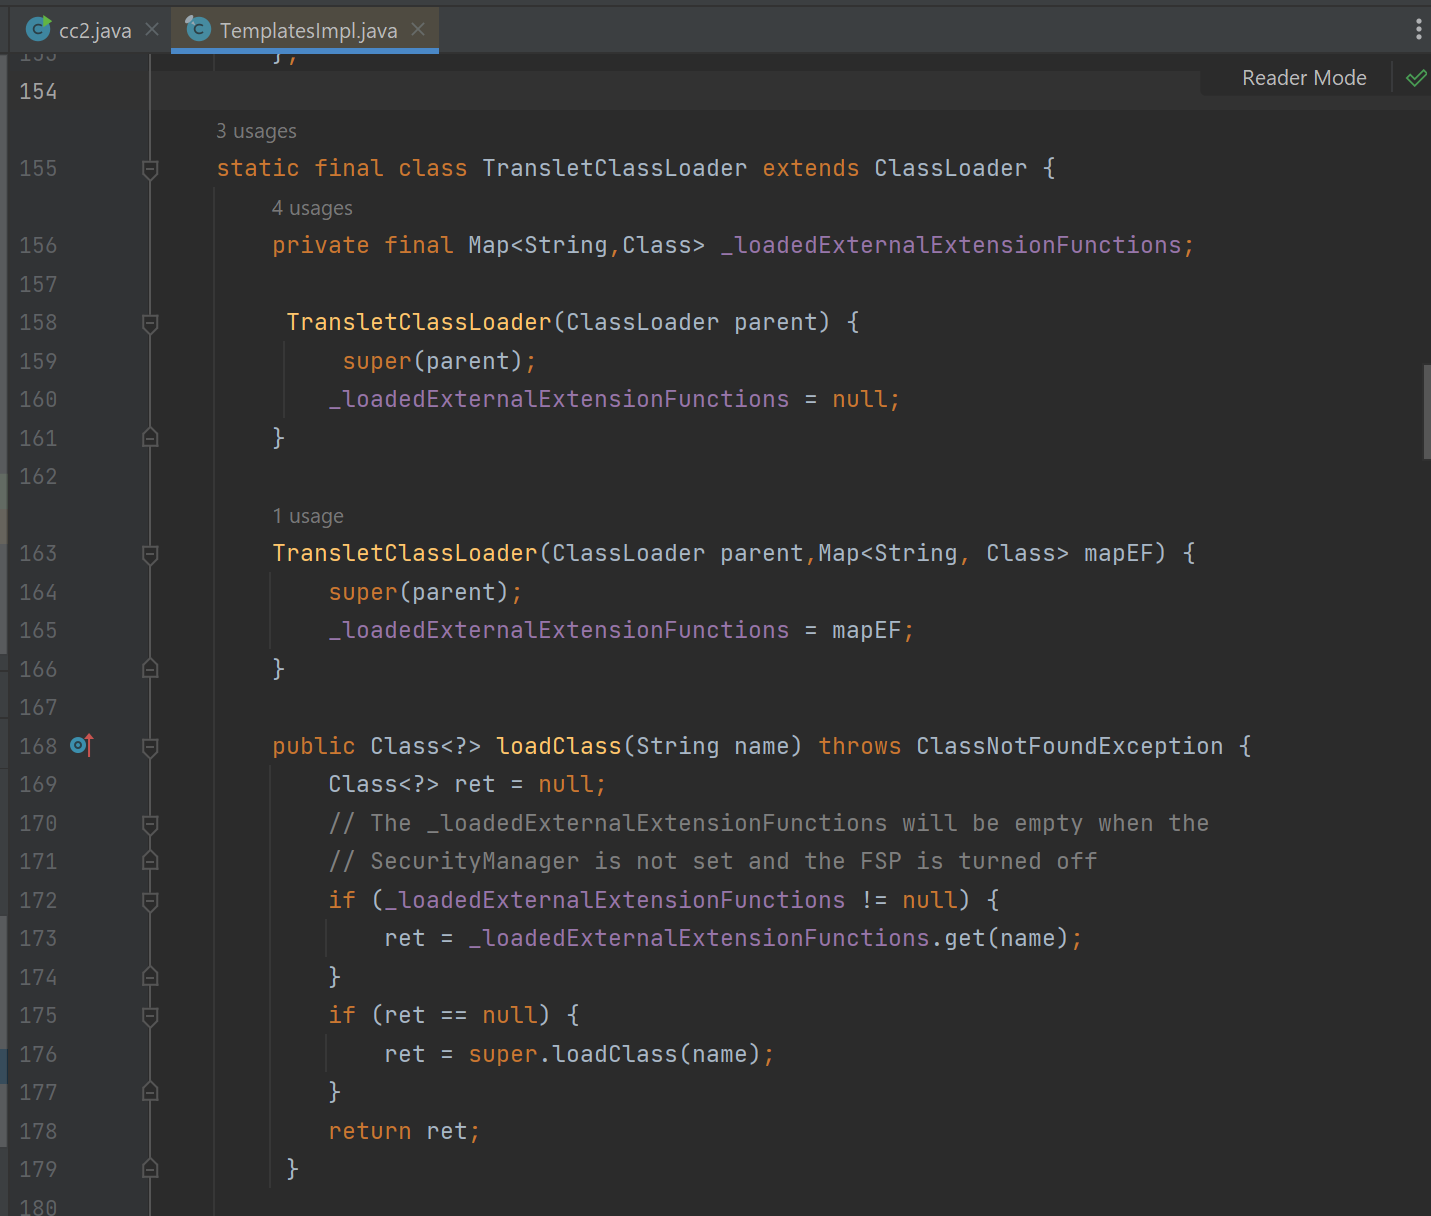 cc2.java TemplatesImpl.java
153 };
Reader Mode
154
3 usages
155 static final class TransletClassLoader extends ClassLoader {
4 usages
156 private final Map<String,Class> _loadedExternalExtensionFunctions;
157
158 TransletClassLoader(ClassLoader parent) {
159 super(parent);
160 _loadedExternalExtensionFunctions = null;
161 }
162
1 usage
163 TransletClassLoader(ClassLoader parent,Map<String, Class> mapEF) {
164 super(parent);
165 _loadedExternalExtensionFunctions = mapEF;
166 }
167
168 public Class<?> loadClass(String name) throws ClassNotFoundException {
169 Class<?> ret = null;
170 // The _loadedExternalExtensionFunctions will be empty when the
171 // SecurityManager is not set and the FSP is turned off
172 if (_loadedExternalExtensionFunctions != null) {
173 ret = _loadedExternalExtensionFunctions.get(name);
174 }
175 if (ret == null) {
176 ret = super.loadClass(name);
177 }
178 return ret;
179 }
180